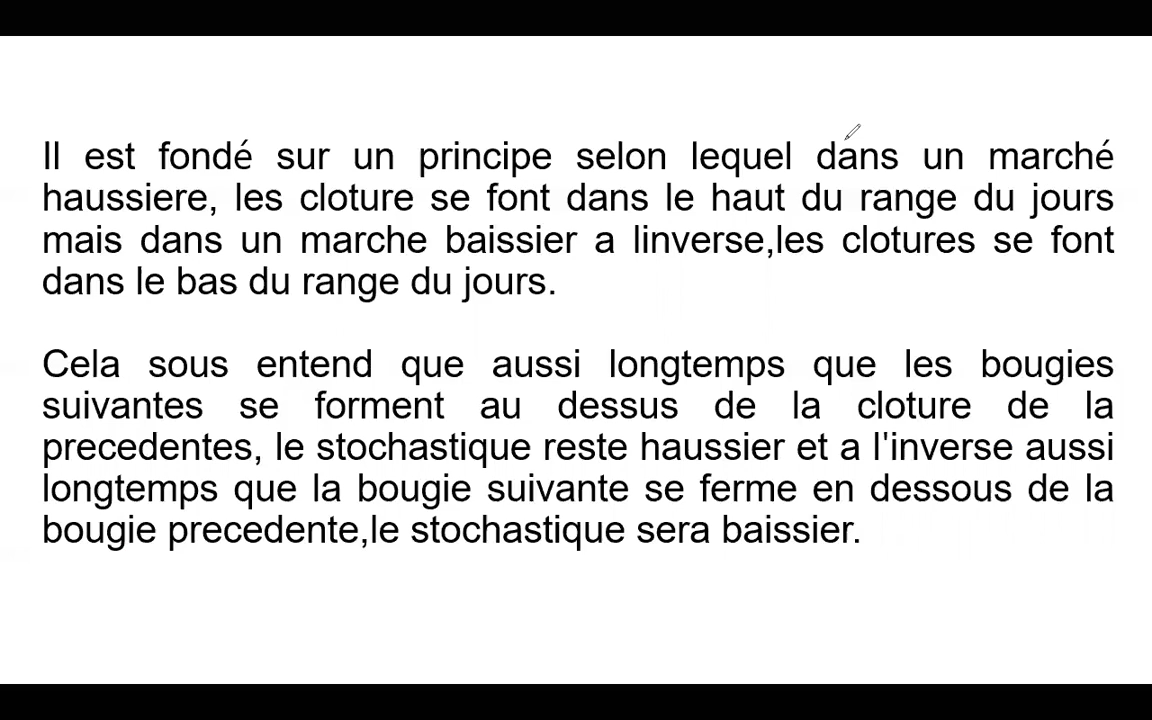 Il est fondé sur un principe selon lequel dans un marché
haussiere, les cloture se font dans le haut du range du jours
mais dans un marche baissier a linverse,les clotures se font
dans le bas du range du jours.
Cela sous entend que aussi longtemps que les bougies
suivantes se forment au dessus de la cloture de la
precedentes, le stochastique reste haussier et a l'inverse aussi
longtemps que la bougie suivante se ferme en dessous de la
bougie precedente,le stochastique sera baissier.